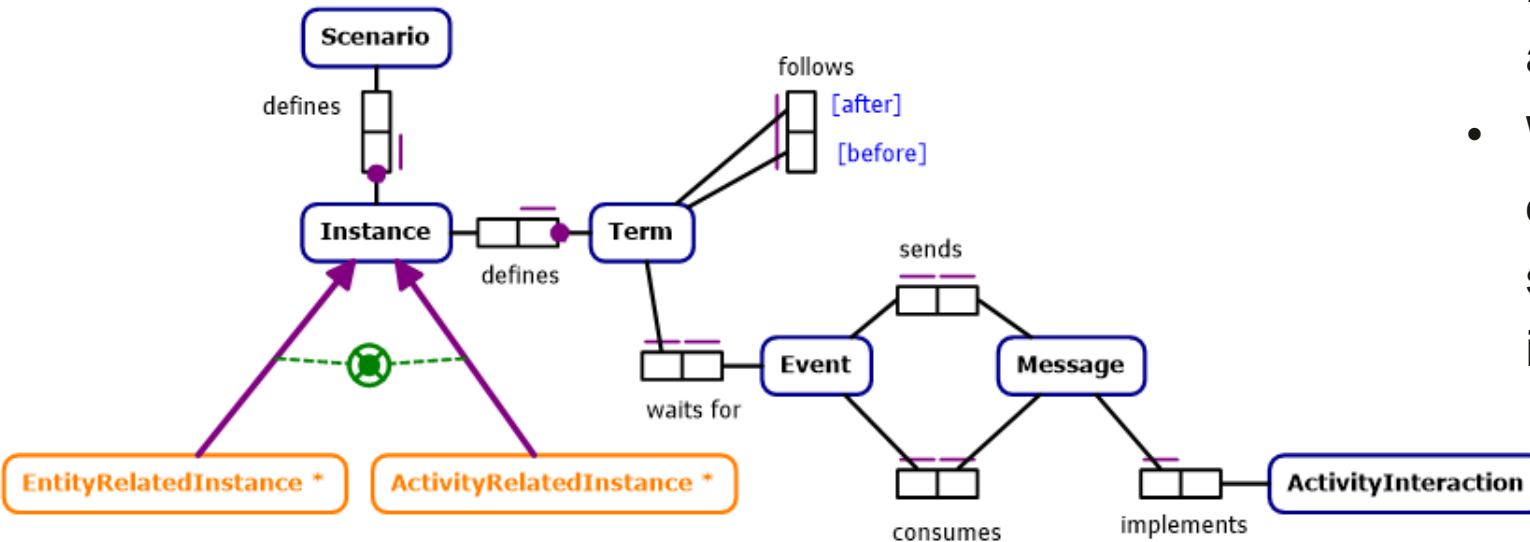 Scenario
follows
defines
[after]
[before]
Instance
Term
defines
sends
Event
Message
waits for
EntityRelatedInstance *
ActivityRelatedInstance *
ActivityInteraction
consumes
implements